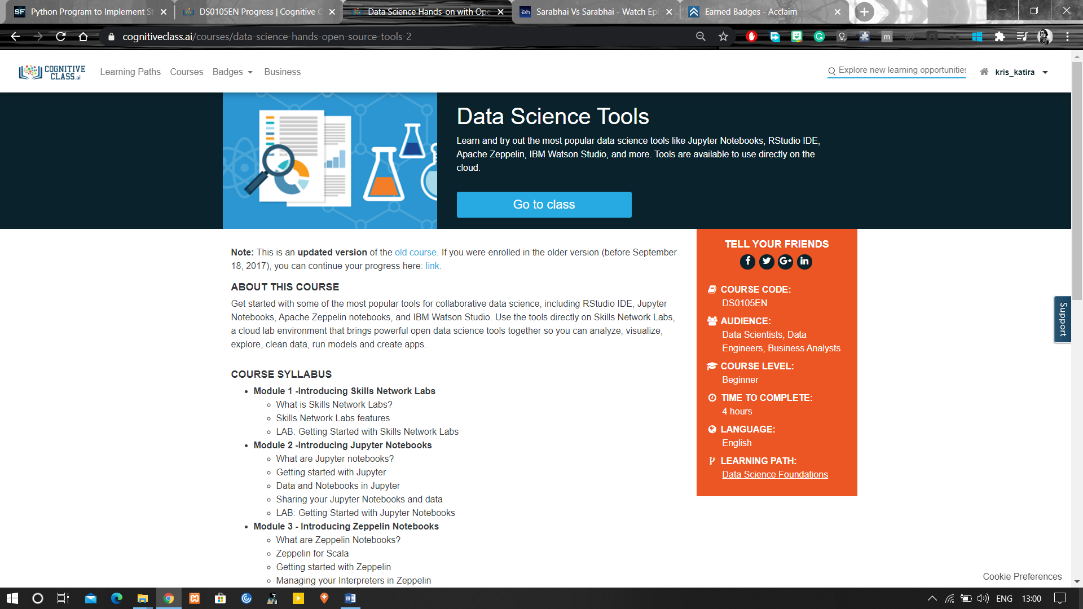 Python Program to Implement St
DS0105EN Progress | Cognitive C
Data Science Hands-on with Ope
Sarabhai Vs Sarabhai - Watch Ep
Earned Badges - Acclaim
cognitiveclass.ai/courses/data-science-hands-open-source-tools-2
COGNITIVE CLASS.ai
Learning Paths Courses Badges Business
Explore new learning opportunities
kris_katira
Data Science Tools
Learn and try out the most popular data science tools like Jupyter Notebooks, RStudio IDE,
Apache Zeppelin, IBM Watson Studio, and more. Tools are available to use directly on the
cloud.
Go to class
Note: This is an updated version of the old course. If you were enrolled in the older version (before September
18, 2017), you can continue your progress here: link.
ABOUT THIS COURSE
Get started with some of the most popular tools for collaborative data science, including RStudio IDE, Jupyter
Notebooks, Apache Zeppelin notebooks, and IBM Watson Studio. Use the tools directly on Skills Network Labs,
a cloud lab environment that brings powerful open data science tools together so you can analyze, visualize,
explore, clean data, run models and create apps.
COURSE SYLLABUS
Module 1 -Introducing Skills Network Labs
What is Skills Network Labs?
Skills Network Labs features
LAB: Getting Started with Skills Network Labs
Module 2 -Introducing Jupyter Notebooks
What are Jupyter notebooks?
Getting started with Jupyter
Data and Notebooks in Jupyter
Sharing your Jupyter Notebooks and data
LAB: Getting Started with Jupyter Notebooks
Module 3 - Introducing Zeppelin Notebooks
What are Zeppelin Notebooks?
Zeppelin for Scala
Getting started with Zeppelin
Managing your Interpreters in Zeppelin
TELL YOUR FRIENDS
COURSE CODE:
DS0105EN
AUDIENCE:
Data Scientists, Data
Engineers, Business Analysts
COURSE LEVEL:
Beginner
TIME TO COMPLETE:
4 hours
LANGUAGE:
English
LEARNING PATH:
Data Science Foundations
Support
Cookie Preferences
ENG 13:00